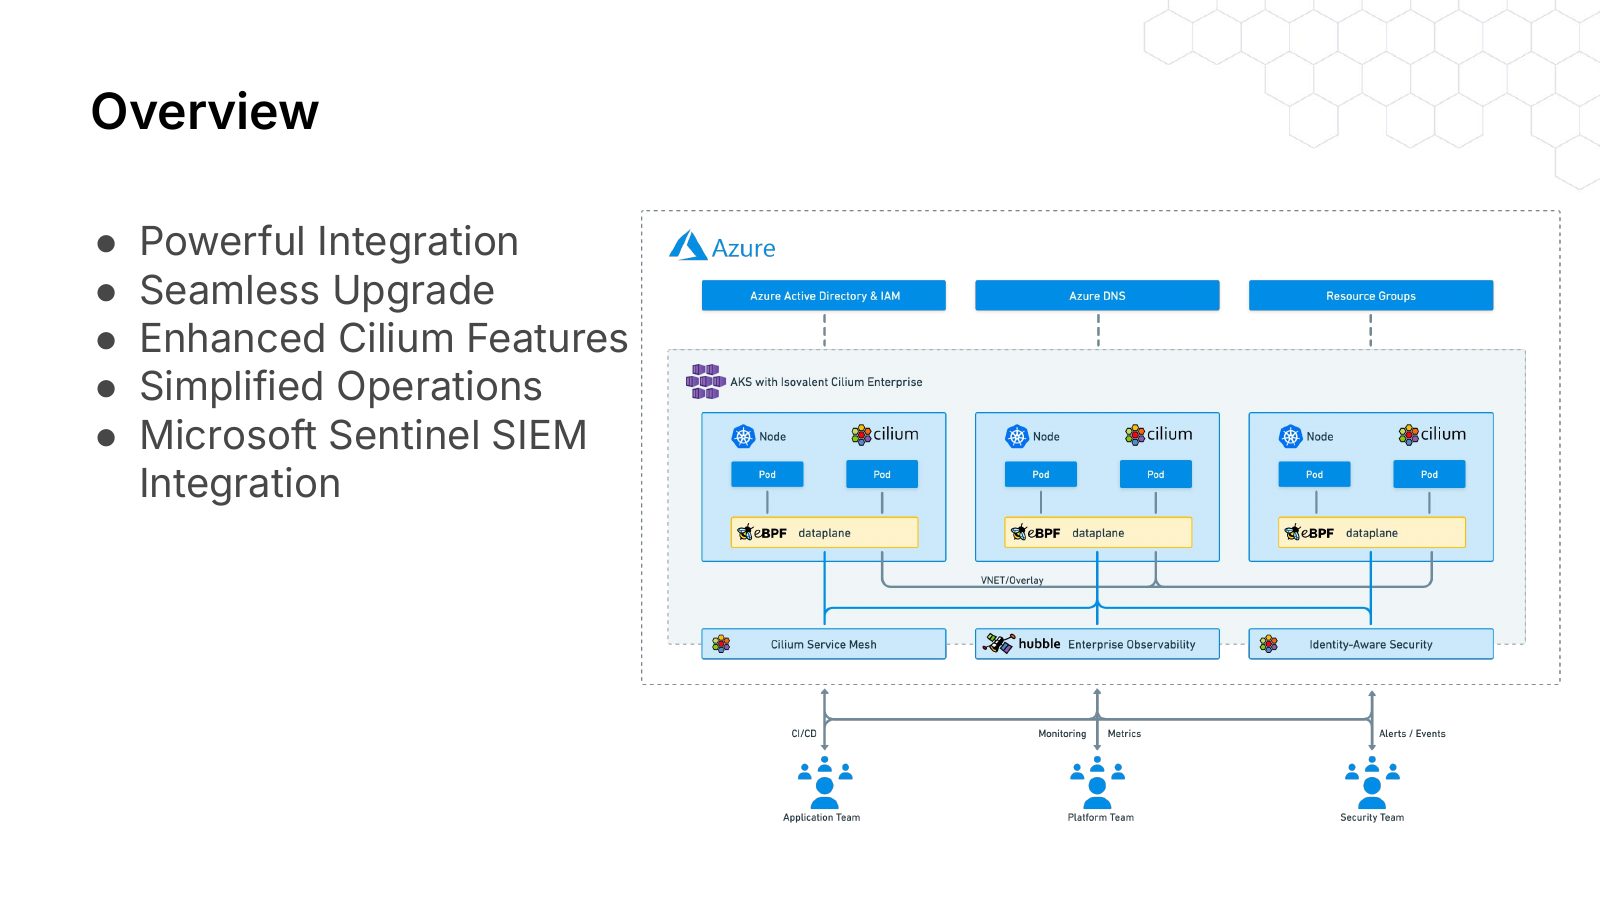 Overview
● Powerful Integration
● Seamless Upgrade
● Enhanced Cilium Features
● Simplified Operations
● Microsoft Sentinel SIEM
Integration
Azure
Azure Active Directory & IAM
Azure DNS
Resource Groups
AKS with Isovalent Cilium Enterprise
Node
cilium
Pod
Pod
eBPF dataplane
Node
cilium
Pod
Pod
eBPF dataplane
Node
cilium
Pod
Pod
eBPF dataplane
VNET/Overlay
Cilium Service Mesh
hubble Enterprise Observability
Identity-Aware Security
CI/CD
Monitoring
Metrics
Alerts / Events
Application Team
Platform Team
Security Team